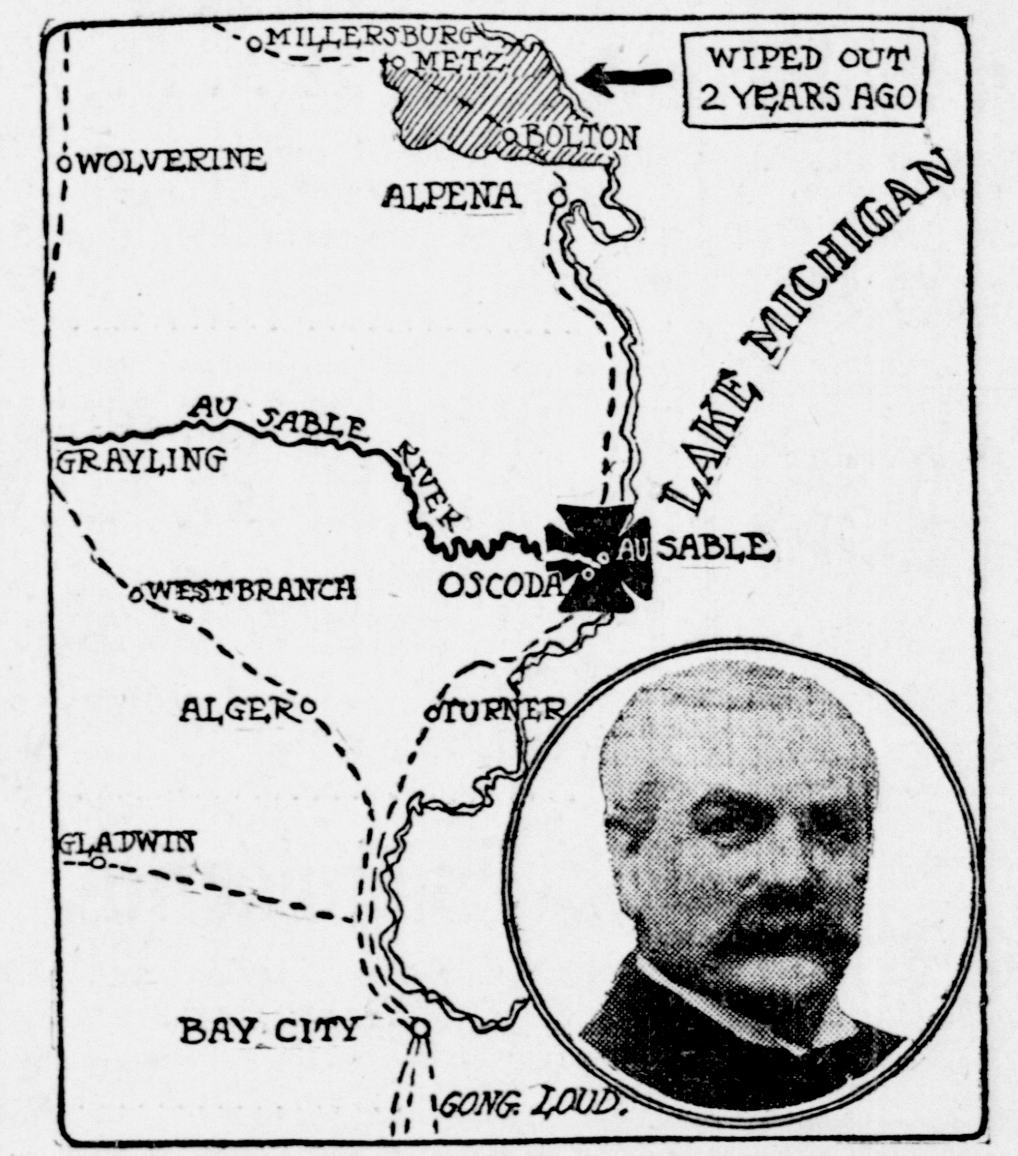 MILLERSBURG
METZ
WIPED OUT
2 YEARS AGO
BOLTON
WOLVERINE
ALPENA
LAKE MICHIGAN
AU SABLE RIVER
GRAYLING
AU SABLE
OSCODA
WESTBRANCH
ALGER
TURNER
GLADWIN
BAY CITY
CONG. LOUD.